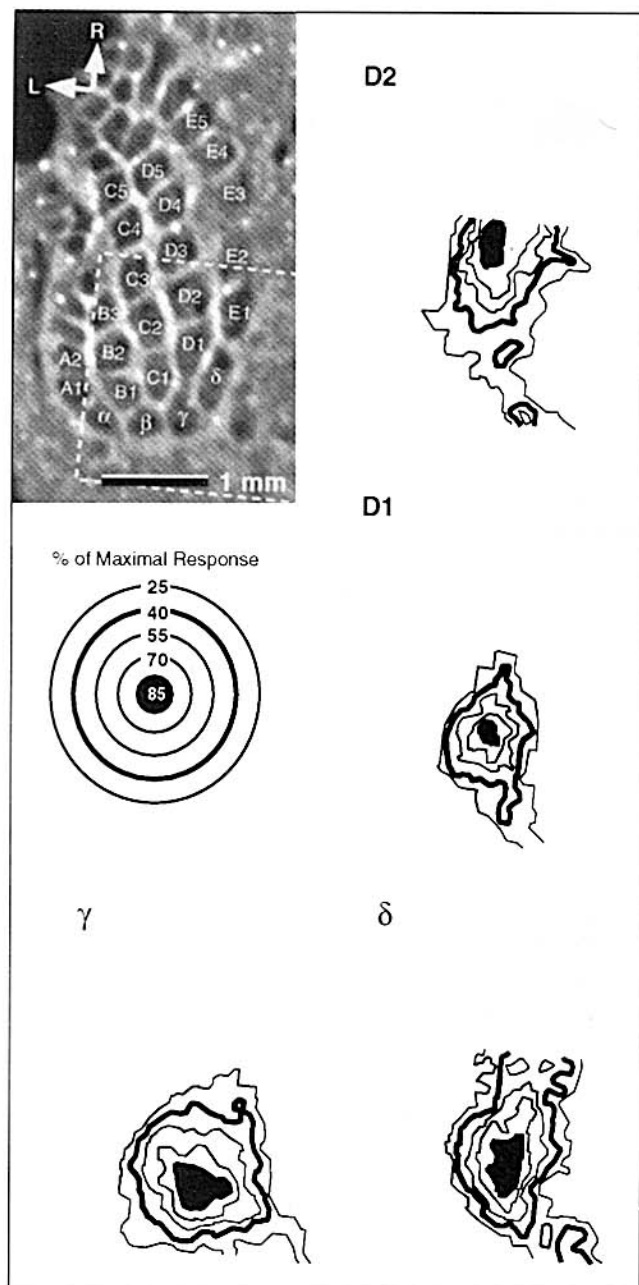 R
L
D2
E5
E4
D5
E3
C5
D4
C4
D3
E2
C3
D2
B3
E1
C2
A2
B2
D1
A1
C1
δ
B1
α
β
γ
1 mm
D1
% of Maximal Response
25
40
55
70
85
γ
δ